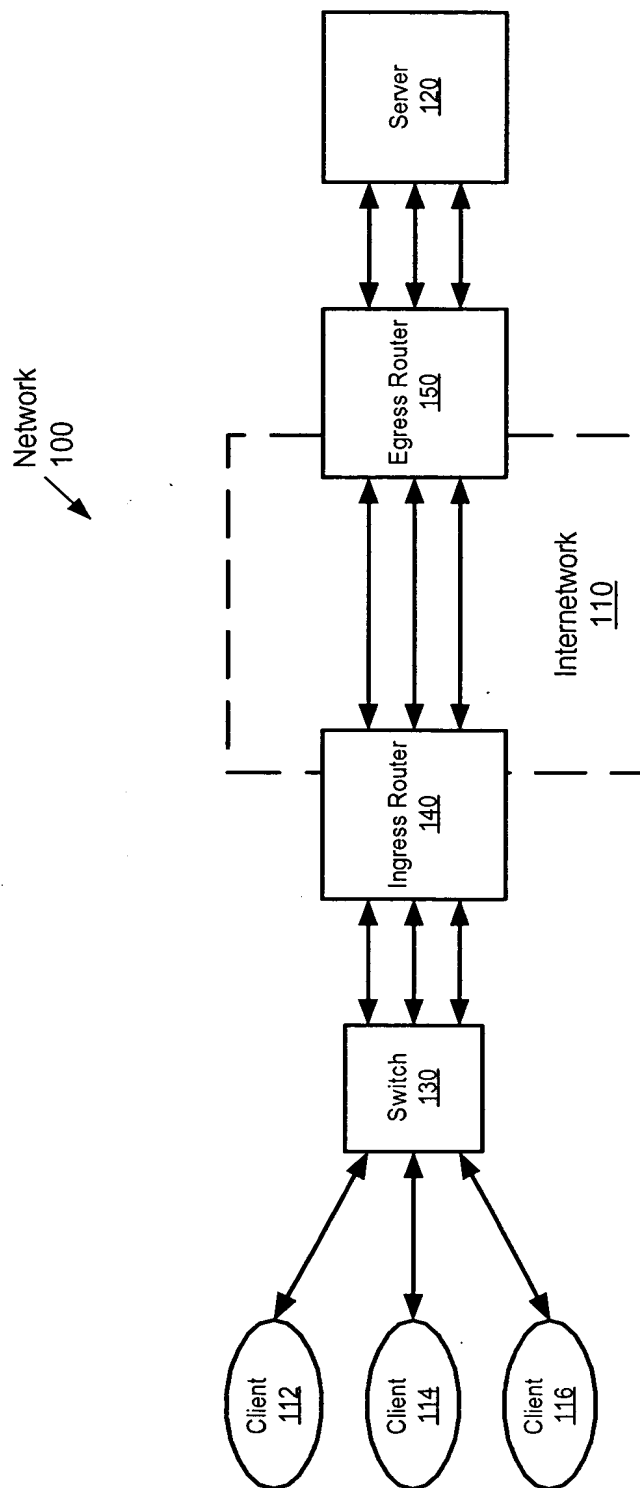 Network
100
Client
112
Client
114
Client
116
Switch
130
Ingress Router
140
Internetwork
110
Egress Router
150
Server
120